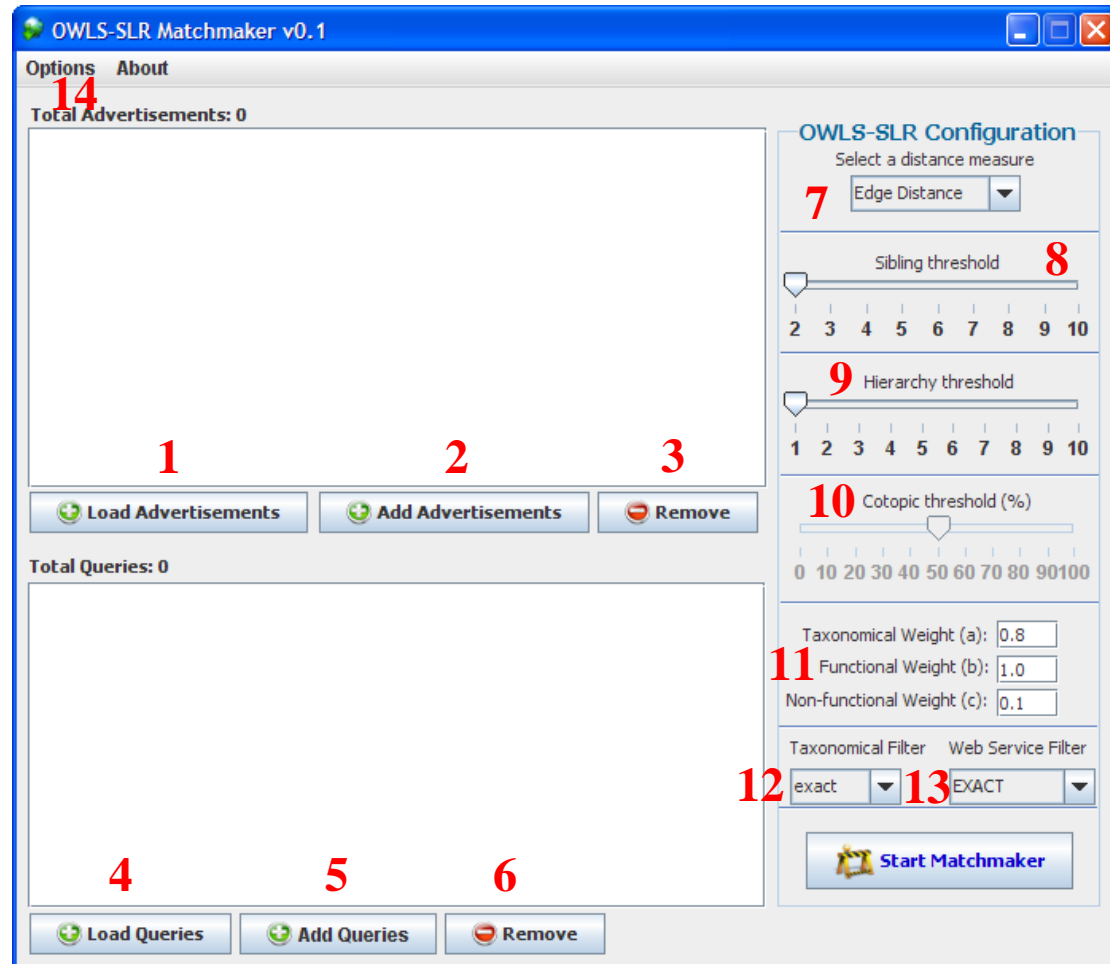 OWLS-SLR Matchmaker v0.1
Options About
14
Total Advertisements: 0
1 2 3
Load Advertisements Add Advertisements Remove
Total Queries: 0
4 5 6
Load Queries Add Queries Remove
OWLS-SLR Configuration
Select a distance measure
7 Edge Distance
Sibling threshold 8
2 3 4 5 6 7 8 9 10
9 Hierarchy threshold
1 2 3 4 5 6 7 8 9 10
10 Cotopic threshold (%)
0 10 20 30 40 50 60 70 80 90 100
Taxonomical Weight (a): 0.8
11 Functional Weight (b): 1.0
Non-functional Weight (c): 0.1
Taxonomical Filter Web Service Filter
12 exact 13 EXACT
Start Matchmaker